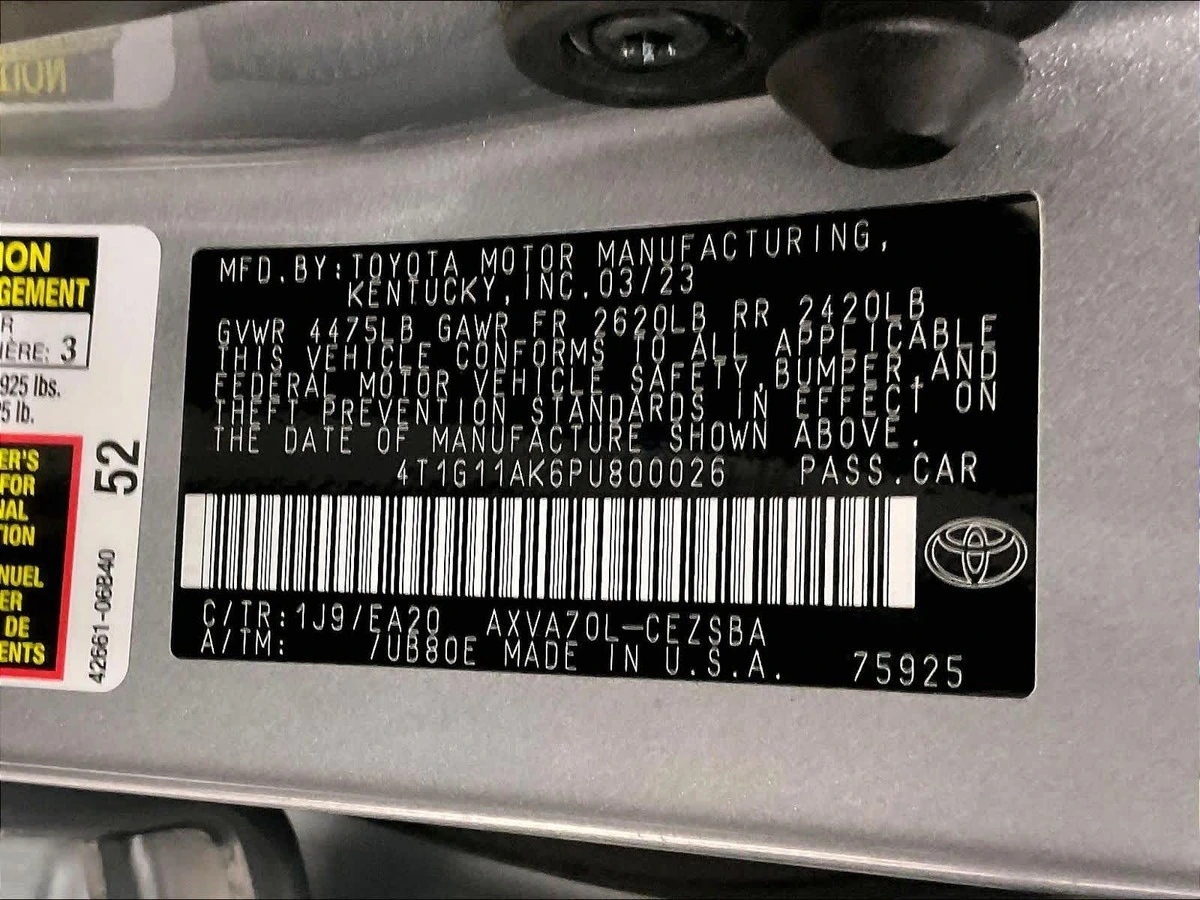 ION
GEMENT
R
IÈRE: 3
925 lbs.
5 lb.
ER'S
FOR
NAL
TION
NUEL
ER
DE
ENTS
52
42661-06B40
MFD.BY:TOYOTA MOTOR MANUFACTURING,
KENTUCKY,INC.03/23
GVWR 4475LB GAWR FR 2620LB RR 2420LB
THIS VEHICLE CONFORMS TO ALL APPLICABLE
FEDERAL MOTOR VEHICLE SAFETY,BUMPER,AND
THEFT PREVENTION STANDARDS IN EFFECT ON
THE DATE OF MANUFACTURE SHOWN ABOVE.
4T1G11AK6PU800026 PASS.CAR
C/TR:1J9/EA20 AXVA70L-CEZSBA
A/TM: 7UB80E MADE IN U.S.A. 75925